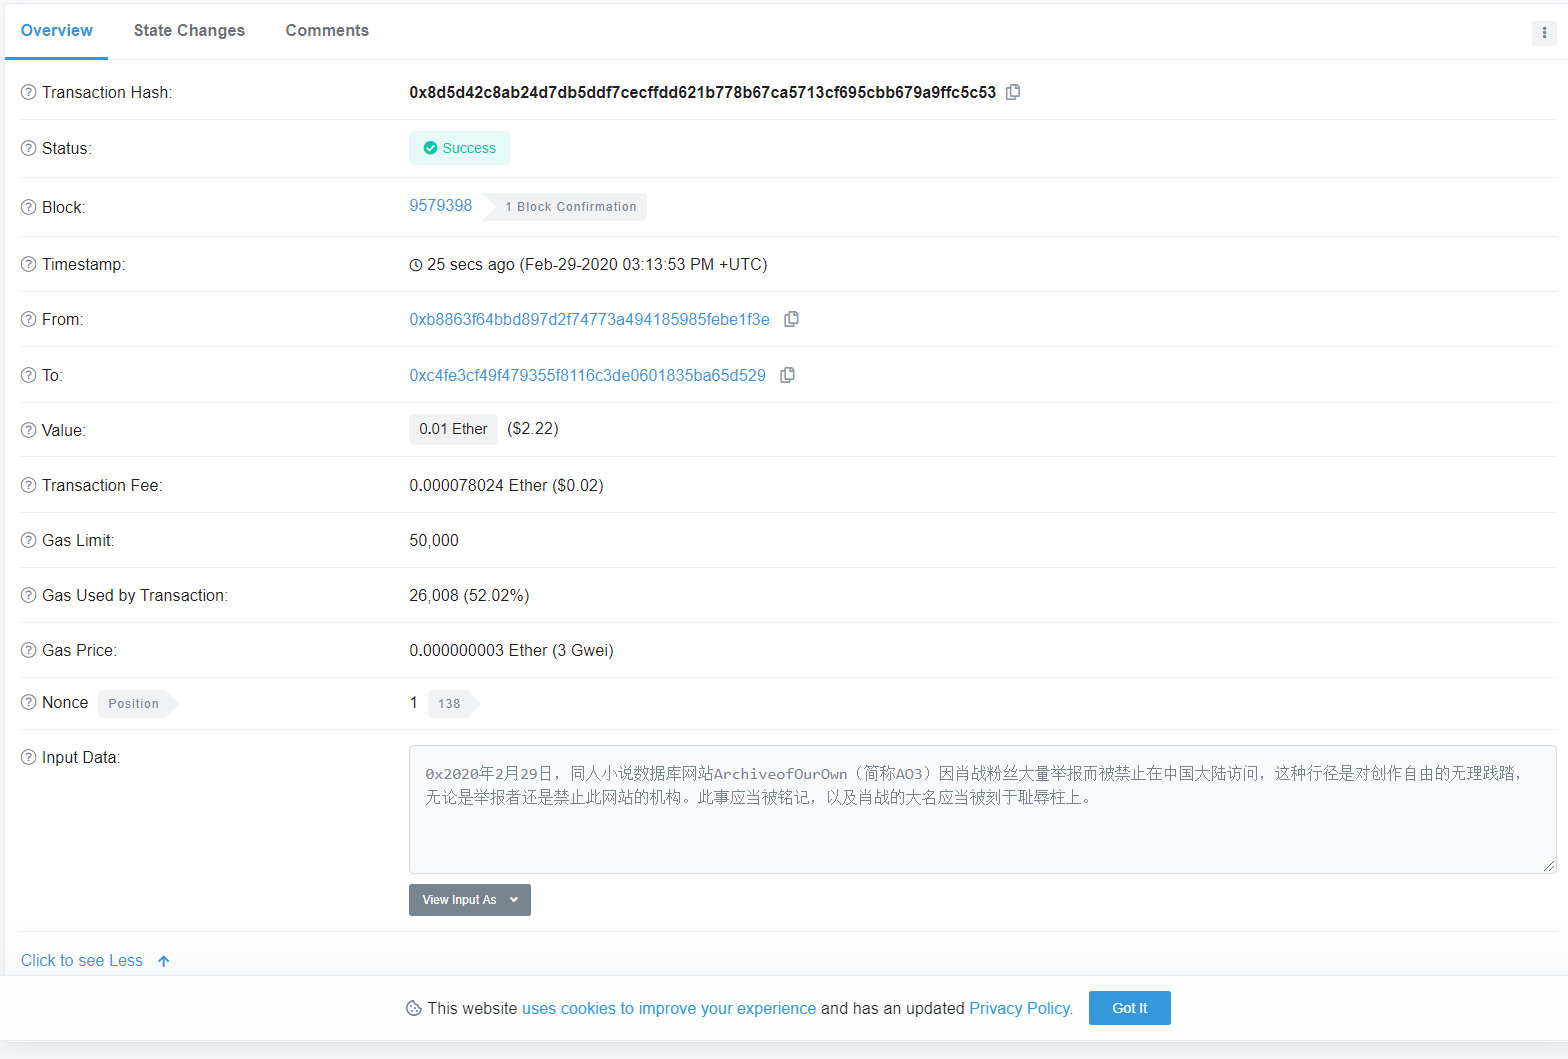 Overview State Changes Comments
Transaction Hash: 0x8d5d42c8ab24d7db5ddf7cecffdd621b778b67ca5713cf695cbb679a9ffc5c53
Status: Success
Block: 9579398 1 Block Confirmation
Timestamp: 25 secs ago (Feb-29-2020 03:13:53 PM +UTC)
From: 0xb8863f64bbd897d2f74773a494185985febe1f3e
To: 0xc4fe3cf49f479355f8116c3de0601835ba65d529
Value: 0.01 Ether ($2.22)
Transaction Fee: 0.000078024 Ether ($0.02)
Gas Limit: 50,000
Gas Used by Transaction: 26,008 (52.02%)
Gas Price: 0.000000003 Ether (3 Gwei)
Nonce Position 1 138
Input Data: 0x2020年2月29日，同人小说数据库网站ArchiveofOurOwn（简称AO3）因肖战粉丝大量举报而被禁止在中国大陆访问，这种行径是对创作自由的无理践踏，
无论是举报者还是禁止此网站的机构。此事应当被铭记，以及肖战的大名应当被刻于耻辱柱上。
View Input As
Click to see Less
This website uses cookies to improve your experience and has an updated Privacy Policy. Got It